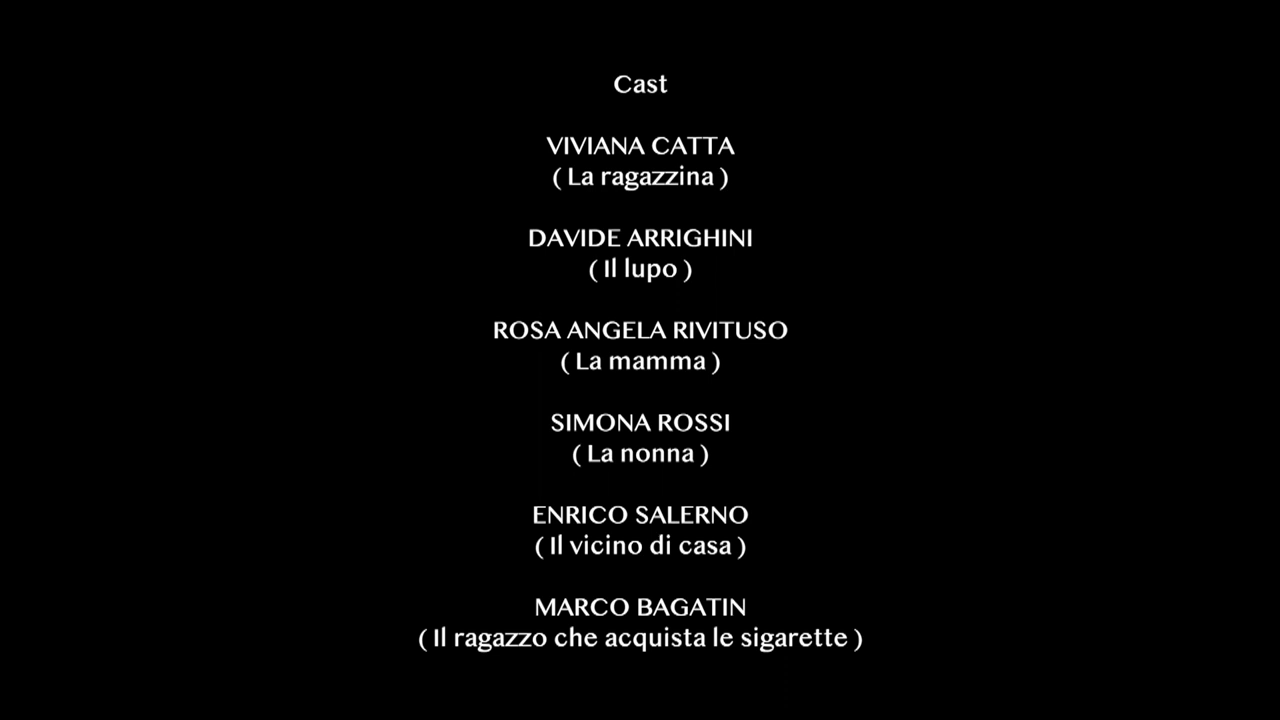 Cast
VIVIANA CATTA
( La ragazzina )
DAVIDE ARRIGHINI
( Il lupo )
ROSA ANGELA RIVITUSO
( La mamma )
SIMONA ROSSI
( La nonna )
ENRICO SALERNO
( Il vicino di casa )
MARCO BAGATIN
( Il ragazzo che acquista le sigarette )